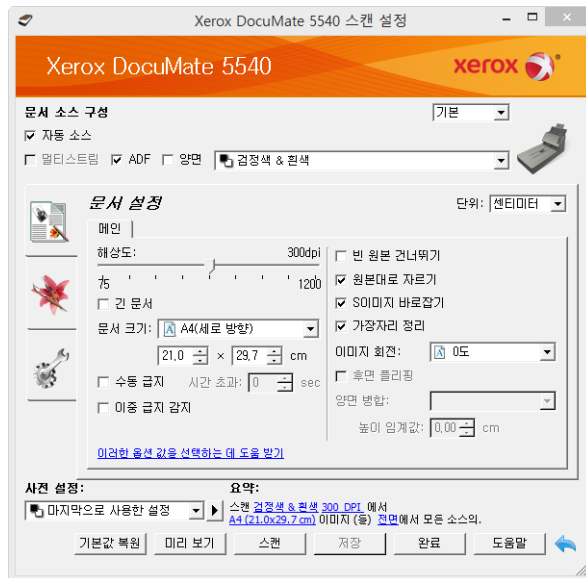 Xerox DocuMate 5540 스캔 설정
Xerox DocuMate 5540
xerox
문서 소스 구성
기본
자동 소스
멀티스트림
ADF
양면
검정색 & 흰색
문서 설정
단위: 센티미터
메인
해상도: 300dpi
75 1200
긴 문서
문서 크기: A4(세로 방향)
21,0 × 29,7 cm
수동 급지 시간 초과: 0 sec
이중 급지 감지
이러한 옵션 값을 선택하는 데 도움 받기
빈 원본 건너뛰기
원본대로 자르기
S이미지 바로잡기
가장자리 정리
이미지 회전: 0도
후면 플리핑
양면 병합:
높이 임계값: 0,00 cm
사전 설정:
마지막으로 사용한 설정
요약:
스캔 검정색 & 흰색 300 DPI 에서
A4 (21.0x29.7 cm) 이미지 (을) 전면에서 모든 소스의.
기본값 복원
미리 보기
스캔
저장
완료
도움말